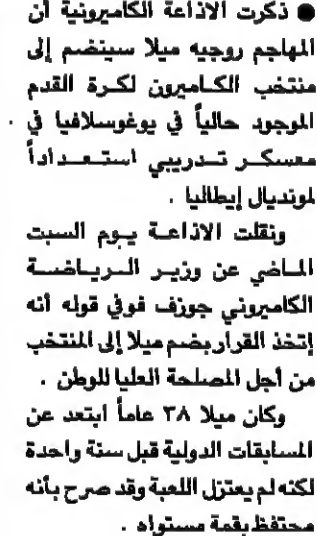 ● ذكرت الاذاعة الكاميرونية أن
المهاجم روجيه ميلا سينضم إلى
منتخب الكاميرون لكرة القدم
الموجود حالياً في يوغوسلافيا في
معسكر تدريبي استعداداً
لمونديال إيطاليا .
ونقلت الاذاعة يوم السبت
الماضي عن وزير الرياضة
الكاميروني جوزف فوفي قوله أنه
إتخذ القرار بضم ميلا إلى المنتخب
من أجل المصلحة العليا للوطن .
وكان ميلا ٣٨ عاماً ابتعد عن
المسابقات الدولية قبل سنة واحدة
لكنه لم يعتزل اللعبة وقد صرح بأنه
محتفظ بقمة مستواه .